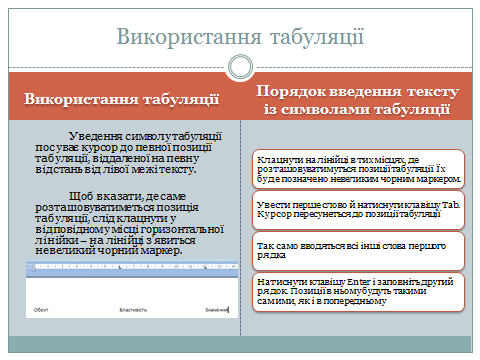 Використання табуляції
Використання табуляції
Уведення символу табуляції
посуває курсор до певної позиції
табуляції, віддаленої на певну
відстань від лівої межі тексту.
Щоб вказати, де саме
розташовуватиметься позиція
табуляції, слід клацнути у
відповідному місці горизонтальної
лінійки – на лінійці з'явиться
невеликий чорний маркер.
Обєкт Властивість Значення
Порядок введення тексту
із символами табуляції
Клацнути на лінійці в тих місцях, де
розташовуватимуться позиції табуляції. Їх
буде позначено невеликим чорним маркером.
Увести перше слово й натиснути клавішу Tab.
Курсор пересунеться до позиції табуляції
Так само вводяться всі інші слова першого
рядка
Натиснути клавішу Enter і заповніть другий
рядок. Позиції в ньому будуть такими
самими, як і в попередньому